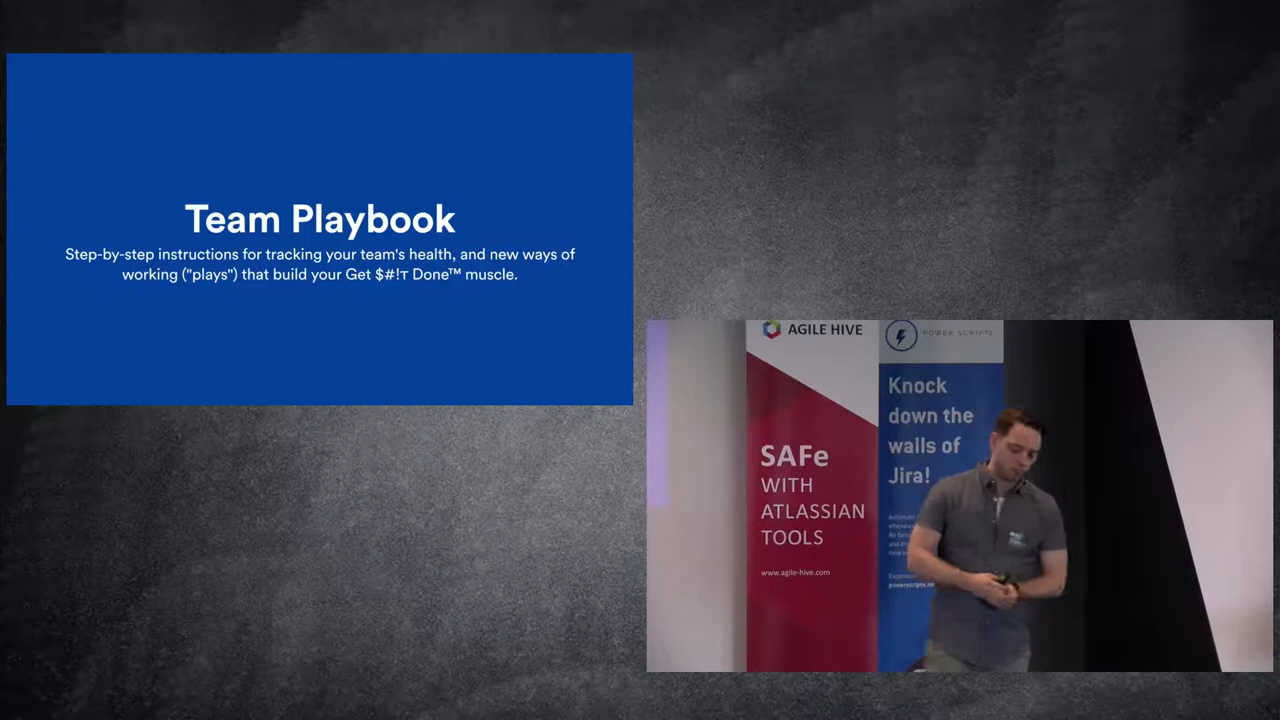 Team Playbook
Step-by-step instructions for tracking your team's health, and new ways of
working ("plays") that build your Get $#!т Done™ muscle.
AGILE HIVE
SAFe
WITH
ATLASSIAN
TOOLS
www.agile-hive.com
POWER SCRIPTS
Knock
down the
walls of
Jira!